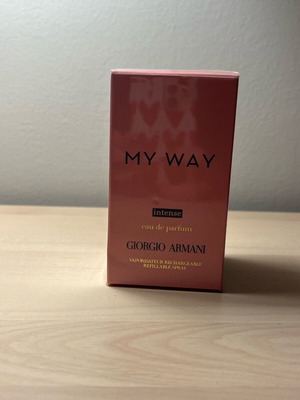 MY WAY
intense
eau de parfum
GIORGIO ARMANI
VAPORISATEUR RECHARGEABLE
REFILLABLE SPRAY